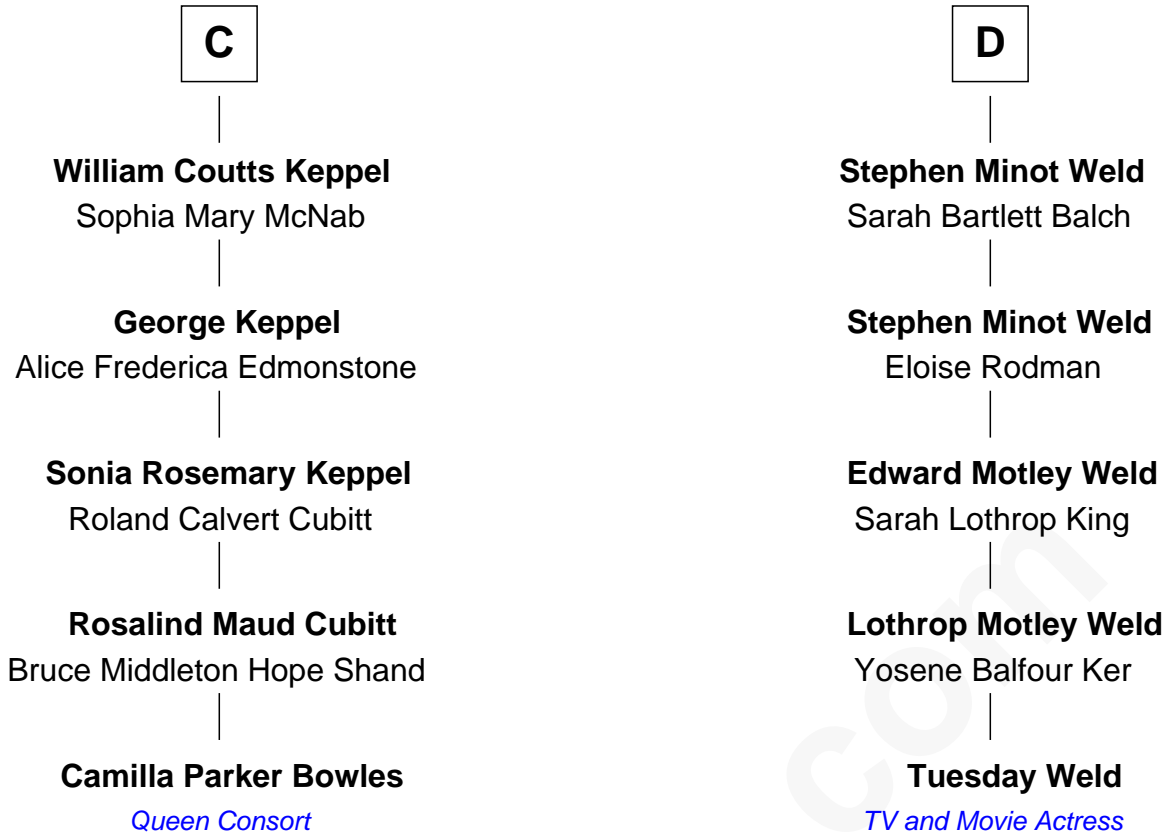 C
William Coutts Keppel
Sophia Mary McNab
George Keppel
Alice Frederica Edmonstone
Sonia Rosemary Keppel
Roland Calvert Cubitt
Rosalind Maud Cubitt
Bruce Middleton Hope Shand
Camilla Parker Bowles
Queen Consort
D
Stephen Minot Weld
Sarah Bartlett Balch
Stephen Minot Weld
Eloise Rodman
Edward Motley Weld
Sarah Lothrop King
Lothrop Motley Weld
Yosene Balfour Ker
Tuesday Weld
TV and Movie Actress
com